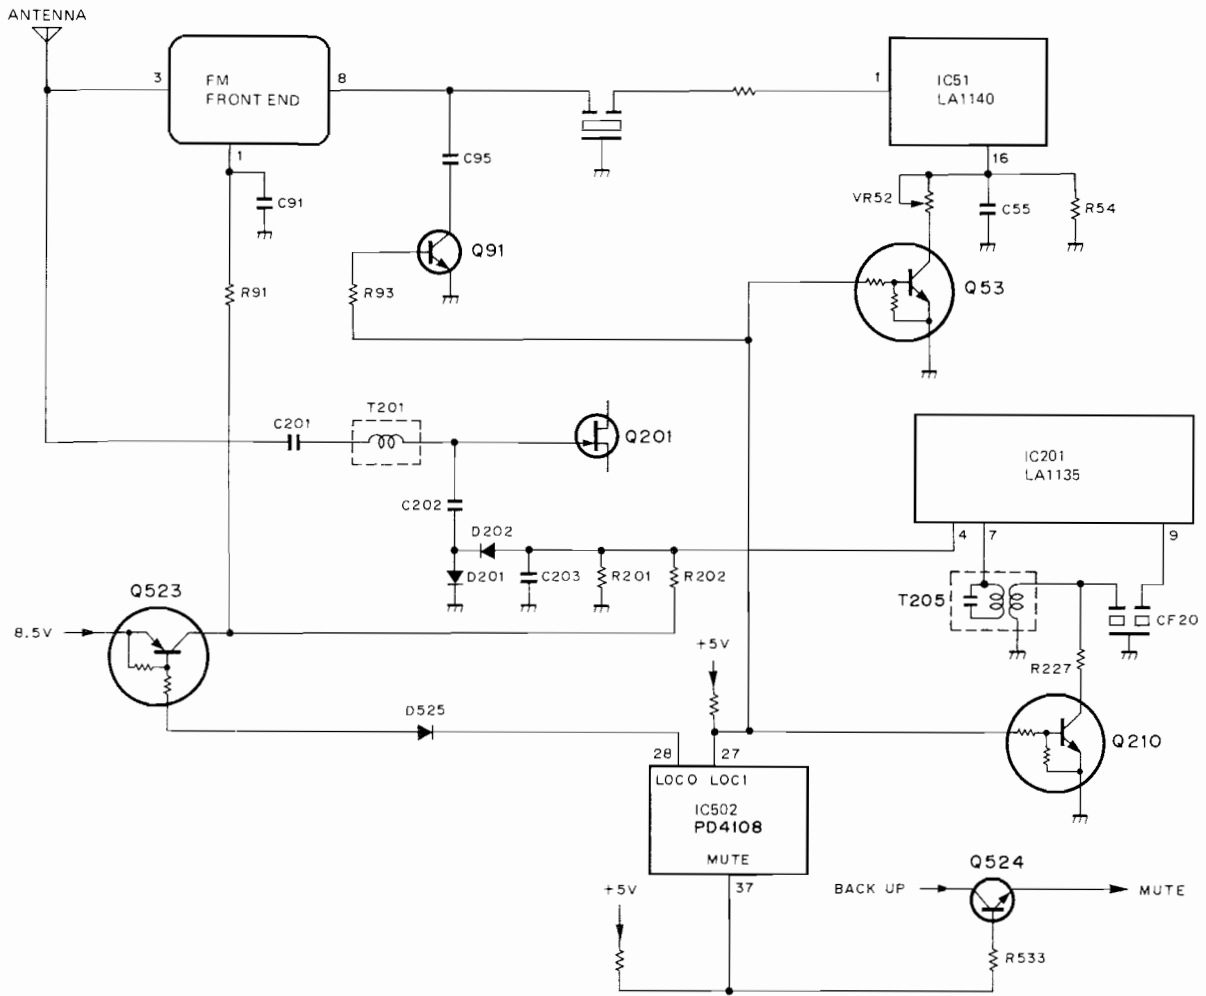 ANTENNA
3
FM
FRONT END
8
1
IC51
LA1140
1
16
C91
C95
VR52
C55
R54
Q91
R91
R93
Q53
C201
T201
Q201
IC201
LA1135
C202
D202
4
7
9
D201
C203
R201
R202
T205
CF20
Q523
8.5V
+5V
R227
D525
28
27
Q210
LOC0 LOC1
IC502
PD4108
MUTE
37
Q524
+5V
BACK UP
MUTE
R533